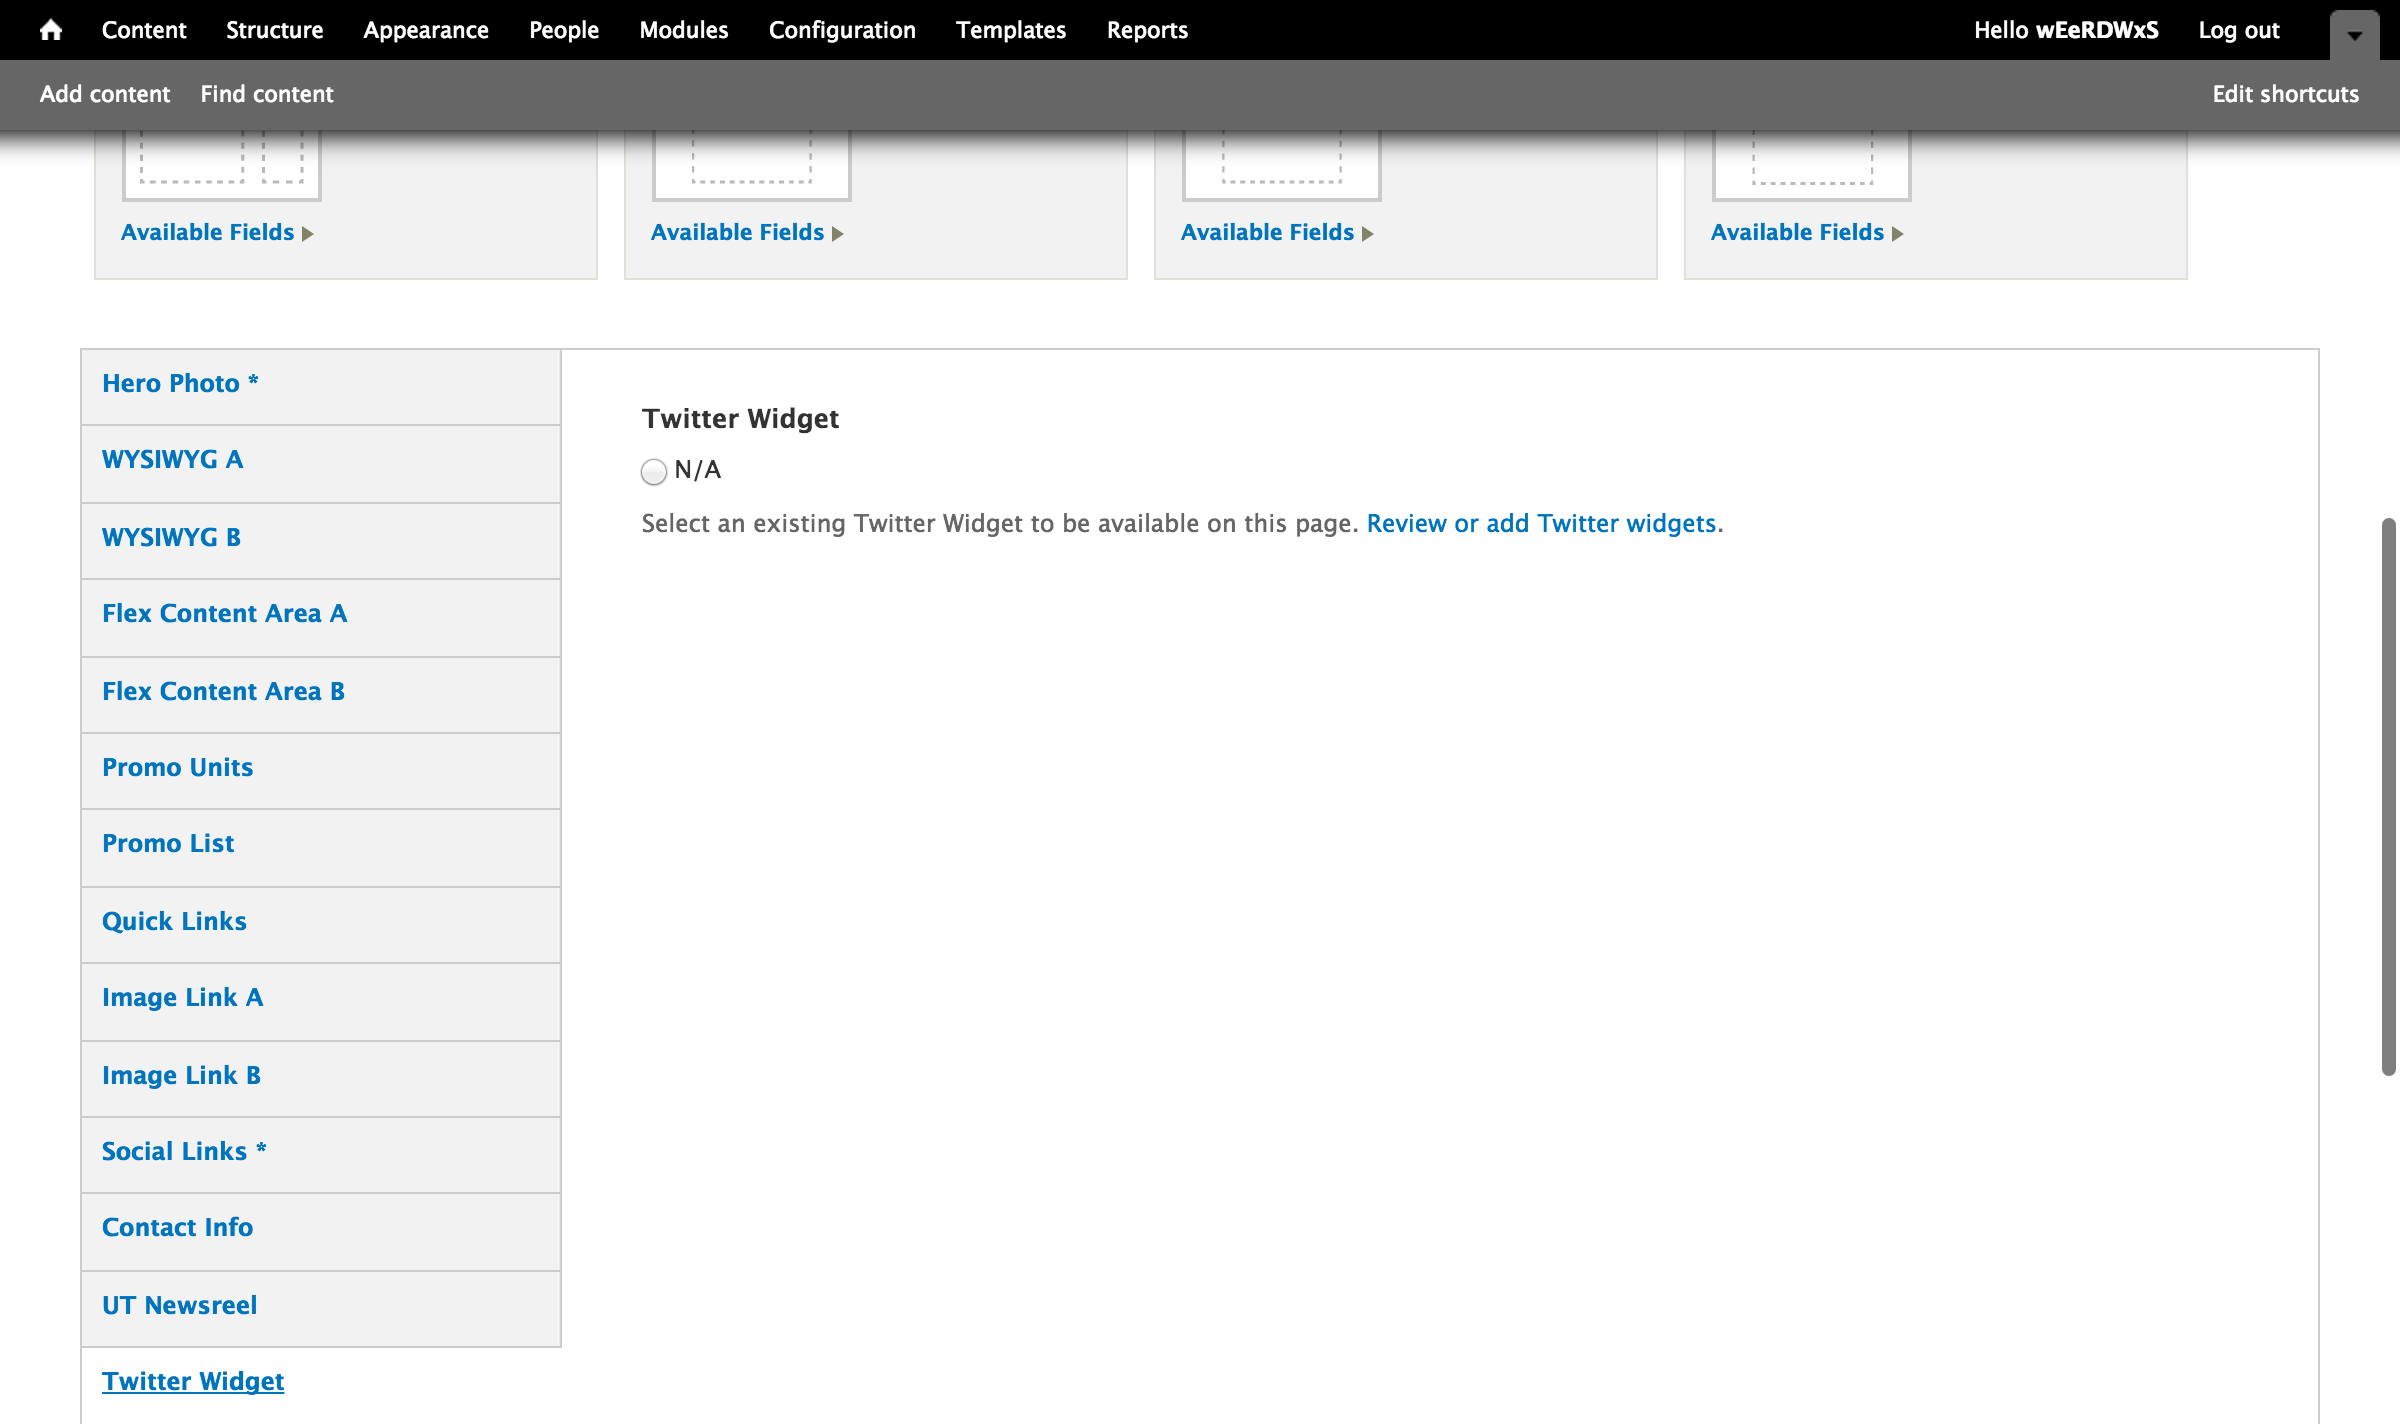 Content Structure Appearance People Modules Configuration Templates Reports Hello wEeRDWxS Log out
Add content Find content Edit shortcuts
Available Fields Available Fields Available Fields Available Fields
Hero Photo *
WYSIWYG A
WYSIWYG B
Flex Content Area A
Flex Content Area B
Promo Units
Promo List
Quick Links
Image Link A
Image Link B
Social Links *
Contact Info
UT Newsreel
Twitter Widget
Twitter Widget
N/A
Select an existing Twitter Widget to be available on this page. Review or add Twitter widgets.